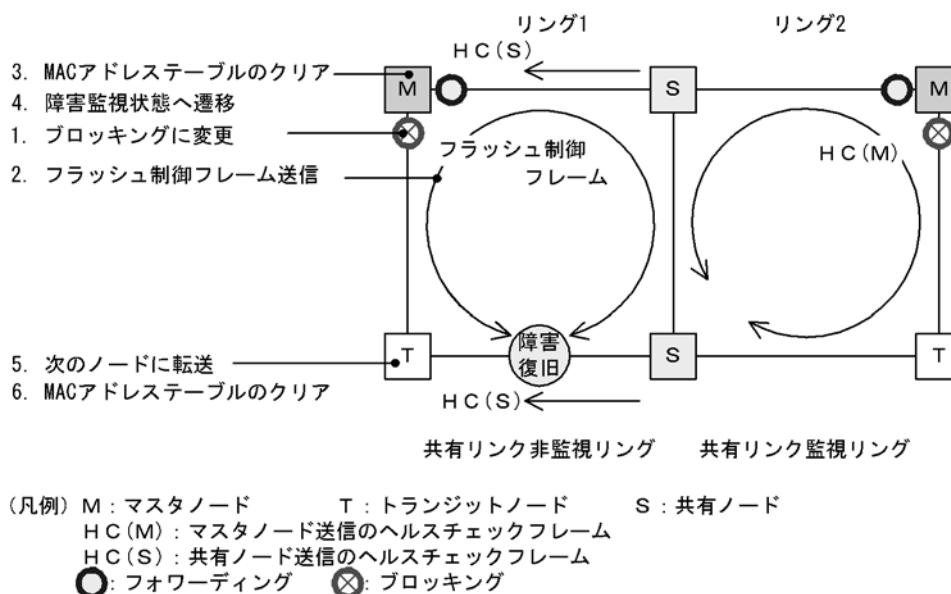 リング1
リング2
HC(S)
3. MACアドレステーブルのクリア
M
S
M
4. 障害監視状態へ遷移
1. ブロッキングに変更
フラッシュ制御
フレーム
HC(M)
2. フラッシュ制御フレーム送信
5. 次のノードに転送
T
障害
復旧
S
T
6. MACアドレステーブルのクリア
HC(S)
共有リンク非監視リング
共有リンク監視リング
(凡例) M:マスタノード T:トランジットノード S:共有ノード
HC(M):マスタノード送信のヘルスチェックフレーム
HC(S):共有ノード送信のヘルスチェックフレーム
:フォワーディング :ブロッキング